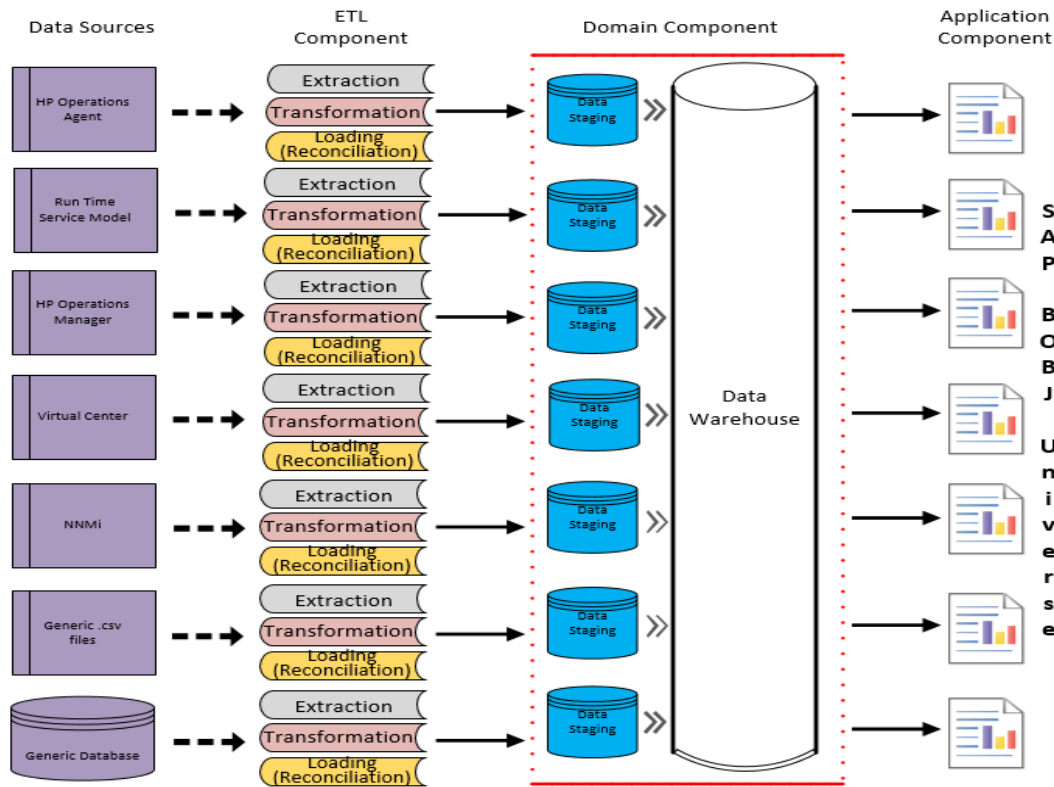 Data Sources
ETL
Component
Domain Component
Application
Component
HP Operations
Agent
Extraction
Transformation
Loading
(Reconciliation)
Data
Staging
Run Time
Service Model
Extraction
Transformation
Loading
(Reconciliation)
Data
Staging
HP Operations
Manager
Extraction
Transformation
Loading
(Reconciliation)
Data
Staging
Virtual Center
Extraction
Transformation
Loading
(Reconciliation)
Data
Staging
NNMi
Extraction
Transformation
Loading
(Reconciliation)
Data
Staging
Generic .csv
files
Extraction
Transformation
Loading
(Reconciliation)
Data
Staging
Generic Database
Extraction
Transformation
Loading
(Reconciliation)
Data
Staging
Data
Warehouse
S
A
P
B
O
B
J
U
n
i
v
e
r
s
e